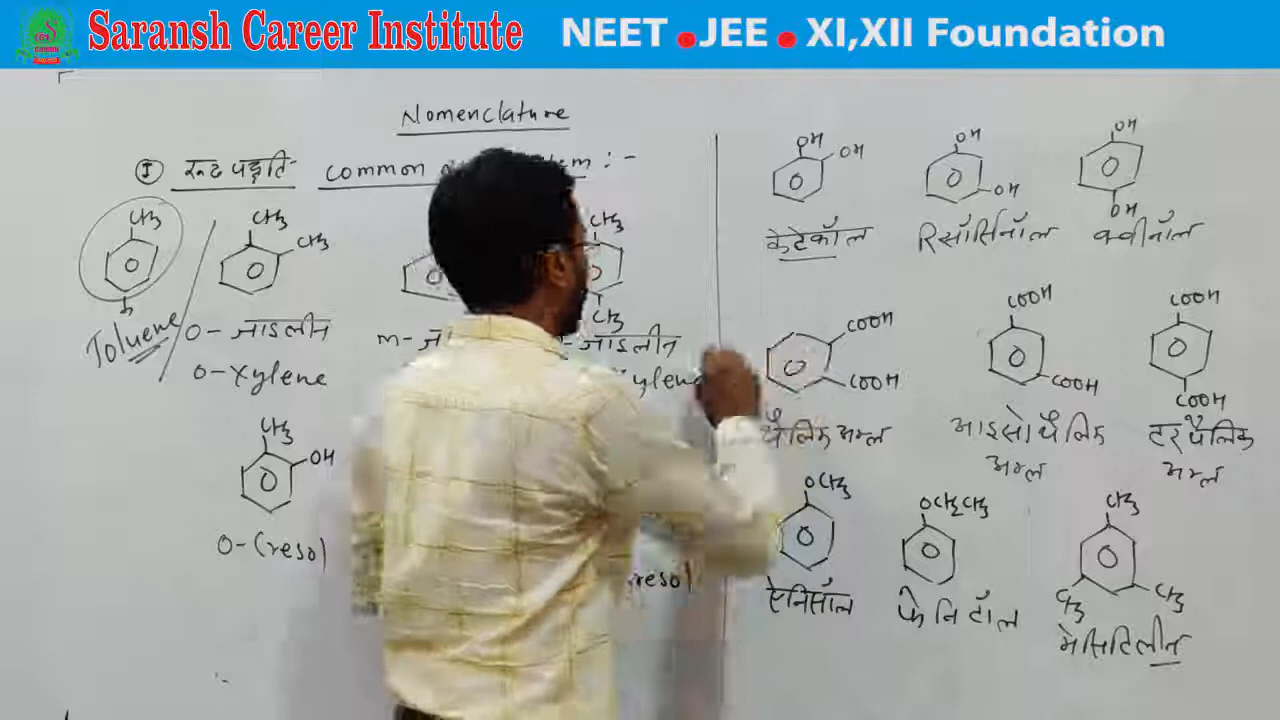 Saransh Career Institute
NEET .JEE . XI,XII Foundation
Nomenclature
I रूढ पद्धति common
CH3
CH3
CH3
CH3
CH3
Toluene
o-जाइलीन
o-Xylene
m-
जाइलीन
CH3
OH
o-Cresol
resol
OH
OH
केटेकॉल
OH
OH
रिसॉर्सिनॉल
OH
OH
क्वीनॉल
COOH
COOH
थैलिक अम्ल
COOH
COOH
आइसोथैलिक
अम्ल
COOH
COOH
टरथैलिक
अम्ल
OCH3
ऐनिसॉल
OCH2CH3
फेनिटॉल
CH3
CH3
CH3
मेसिटिलीन